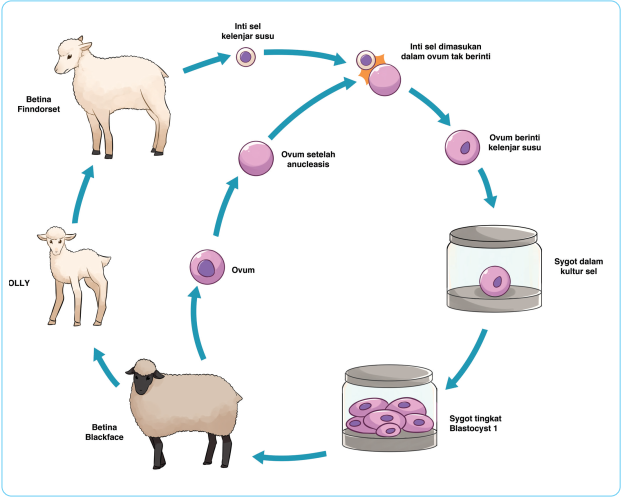 Inti sel
kelenjar susu
Inti sel dimasukan
dalam ovum tak berinti
Betina
Finndorset
Ovum berinti
kelenjar susu
Ovum setelah
anucleasis
Sygot dalam
kultur sel
Ovum
OLLY
Sygot tingkat
Blastocyst 1
Betina
Blackface